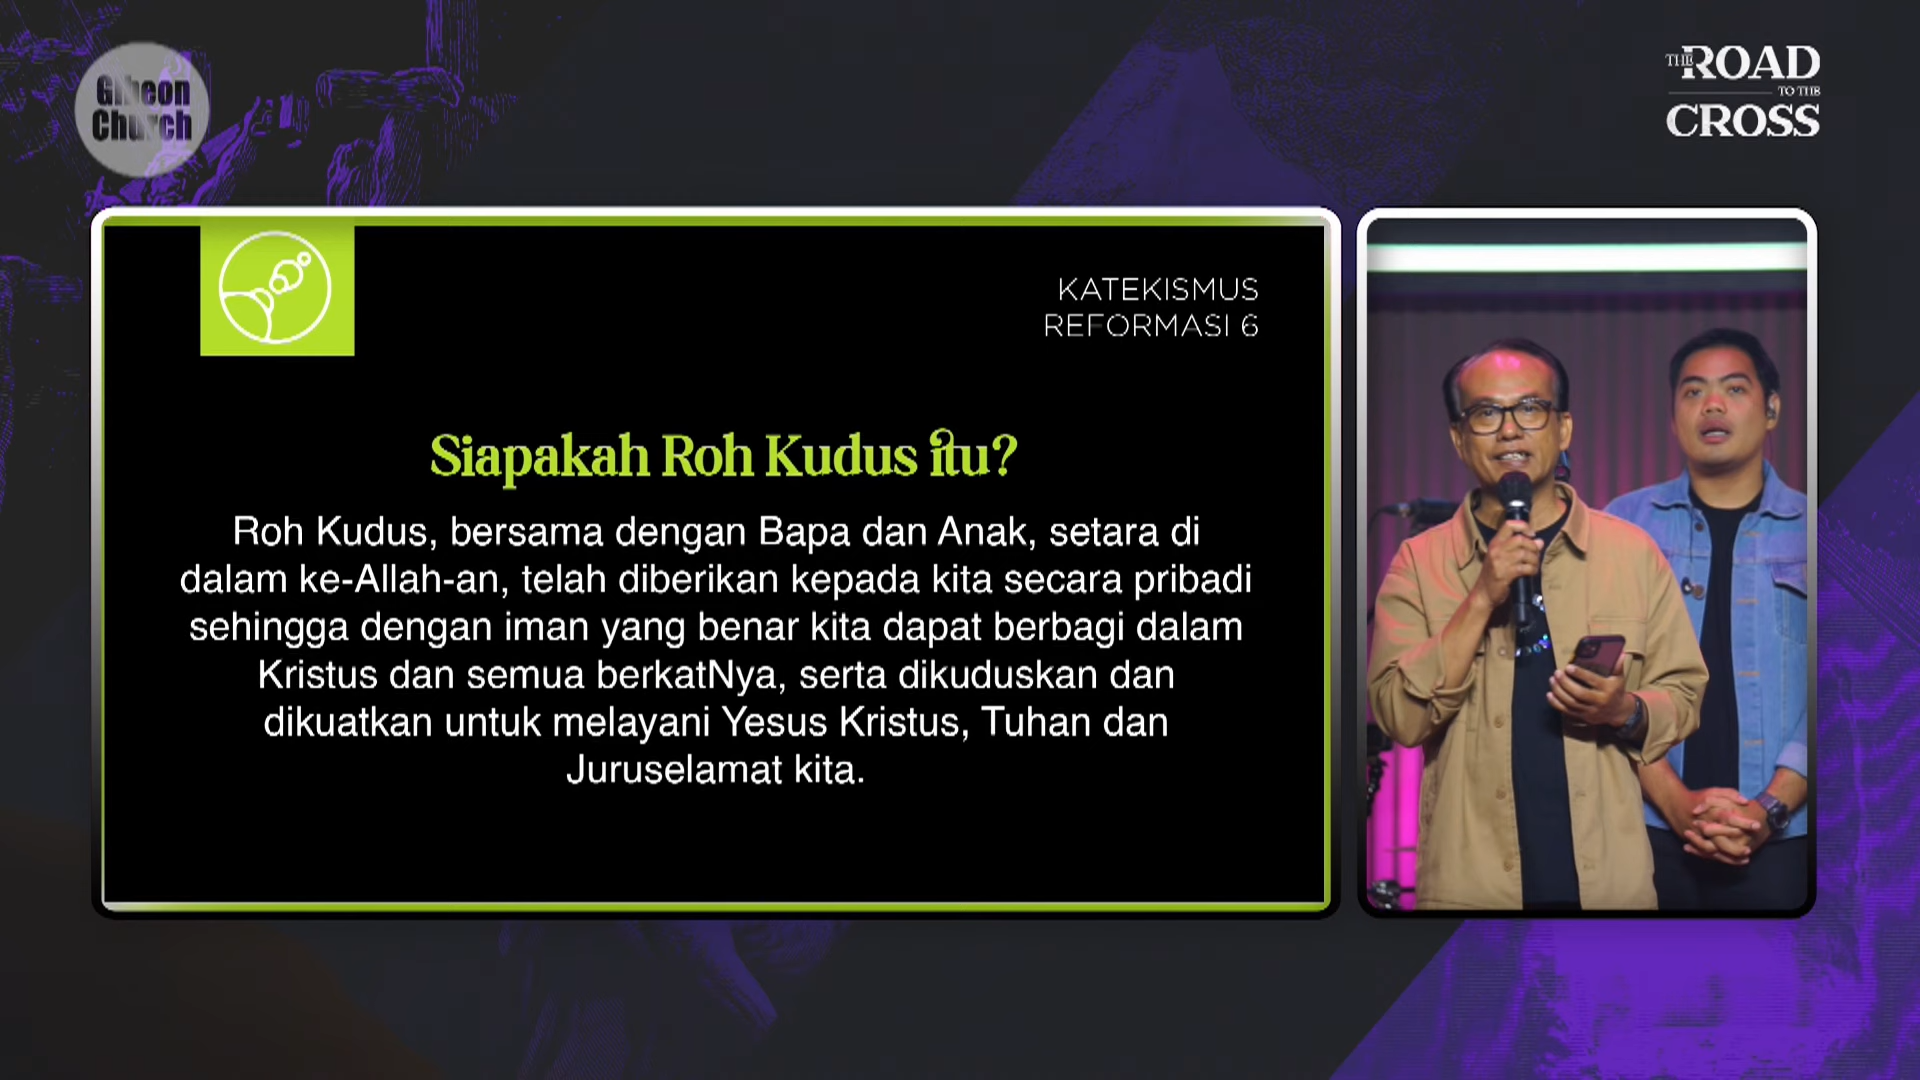 Gibeon
Church
THE ROAD
TO THE
CROSS
KATEKISMUS
REFORMASI 6
Siapakah Roh Kudus itu?
Roh Kudus, bersama dengan Bapa dan Anak, setara di
dalam ke-Allah-an, telah diberikan kepada kita secara pribadi
sehingga dengan iman yang benar kita dapat berbagi dalam
Kristus dan semua berkatNya, serta dikuduskan dan
dikuatkan untuk melayani Yesus Kristus, Tuhan dan
Juruselamat kita.